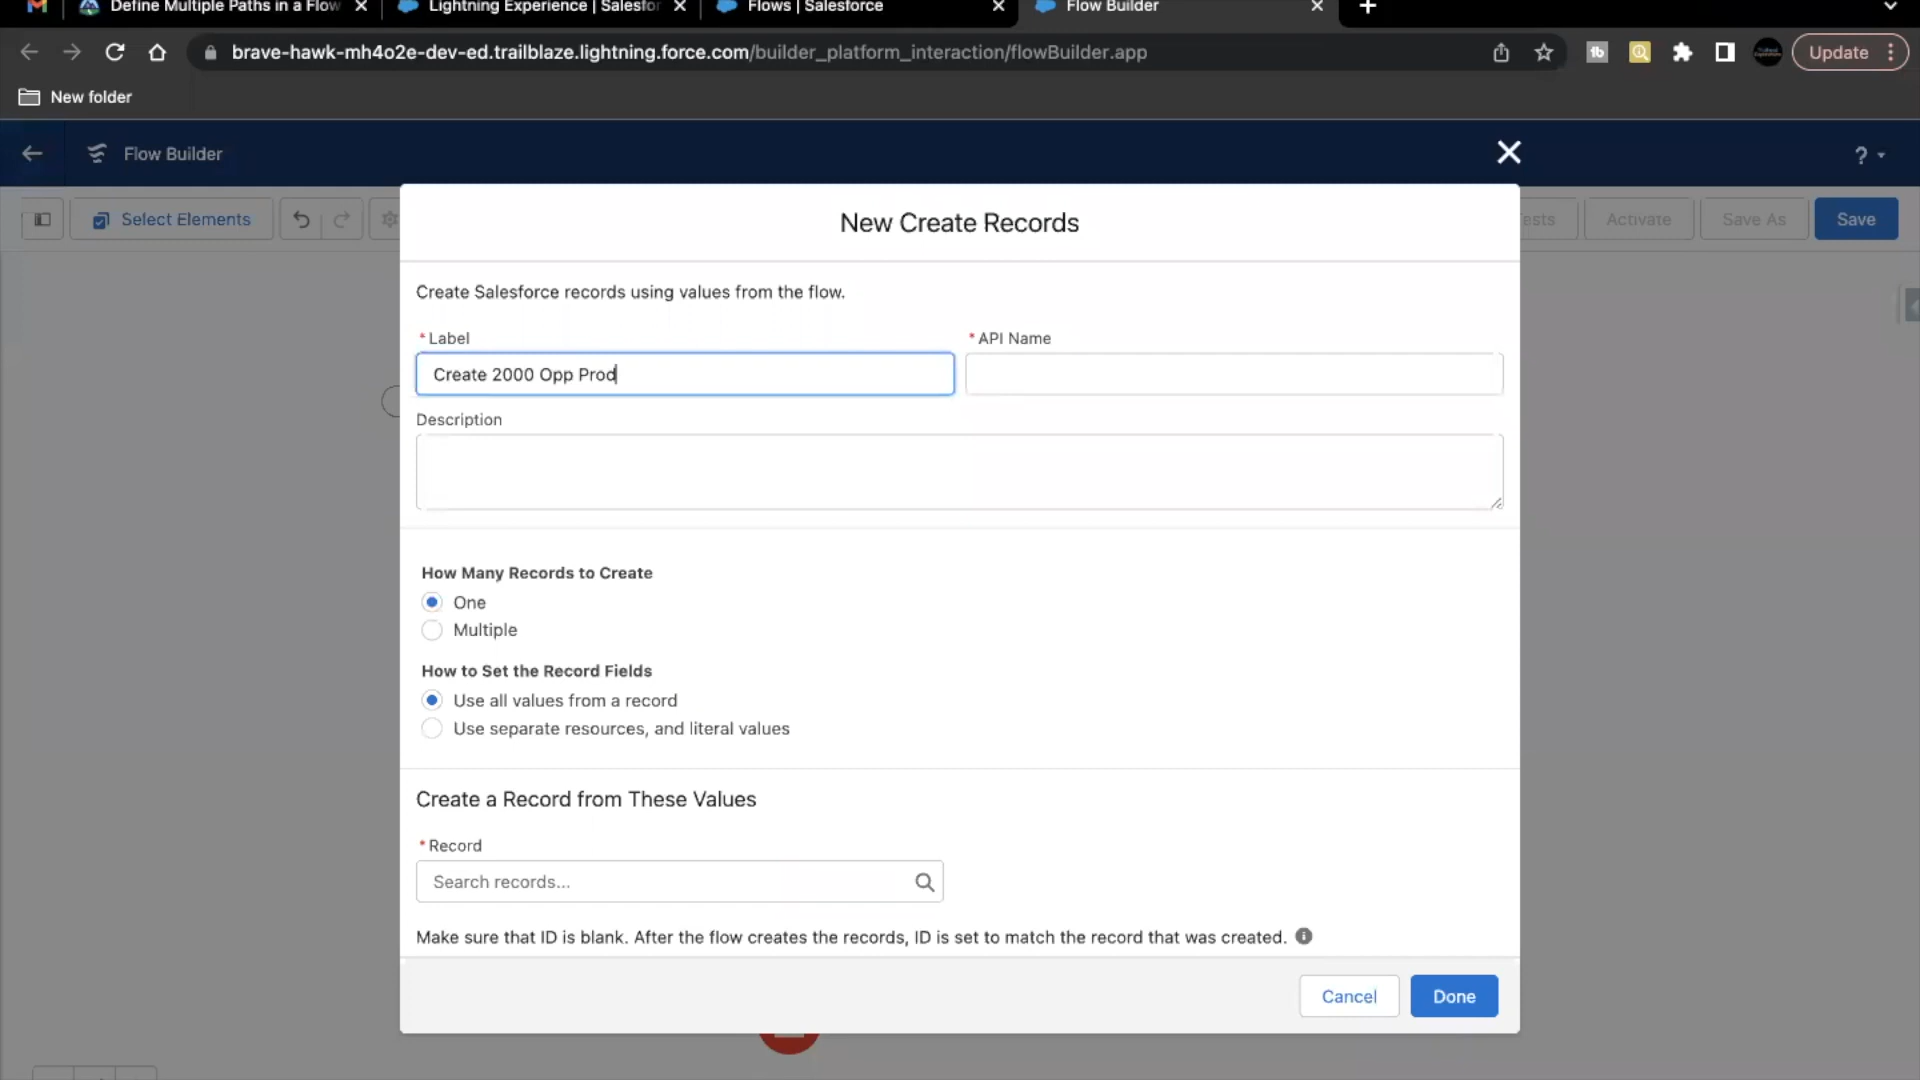 Define Multiple Paths in a Flow
Lightning Experience | Salesfor
Flows | Salesforce
Flow Builder
brave-hawk-mh4o2e-dev-ed.trailblaze.lightning.force.com/builder_platform_interaction/flowBuilder.app
Update
New folder
Flow Builder
?
Select Elements
ests
Activate
Save As
Save
New Create Records
Create Salesforce records using values from the flow.
* Label
* API Name
Create 2000 Opp Prod
Description
How Many Records to Create
One
Multiple
How to Set the Record Fields
Use all values from a record
Use separate resources, and literal values
Create a Record from These Values
* Record
Search records...
Make sure that ID is blank. After the flow creates the records, ID is set to match the record that was created.
Cancel
Done